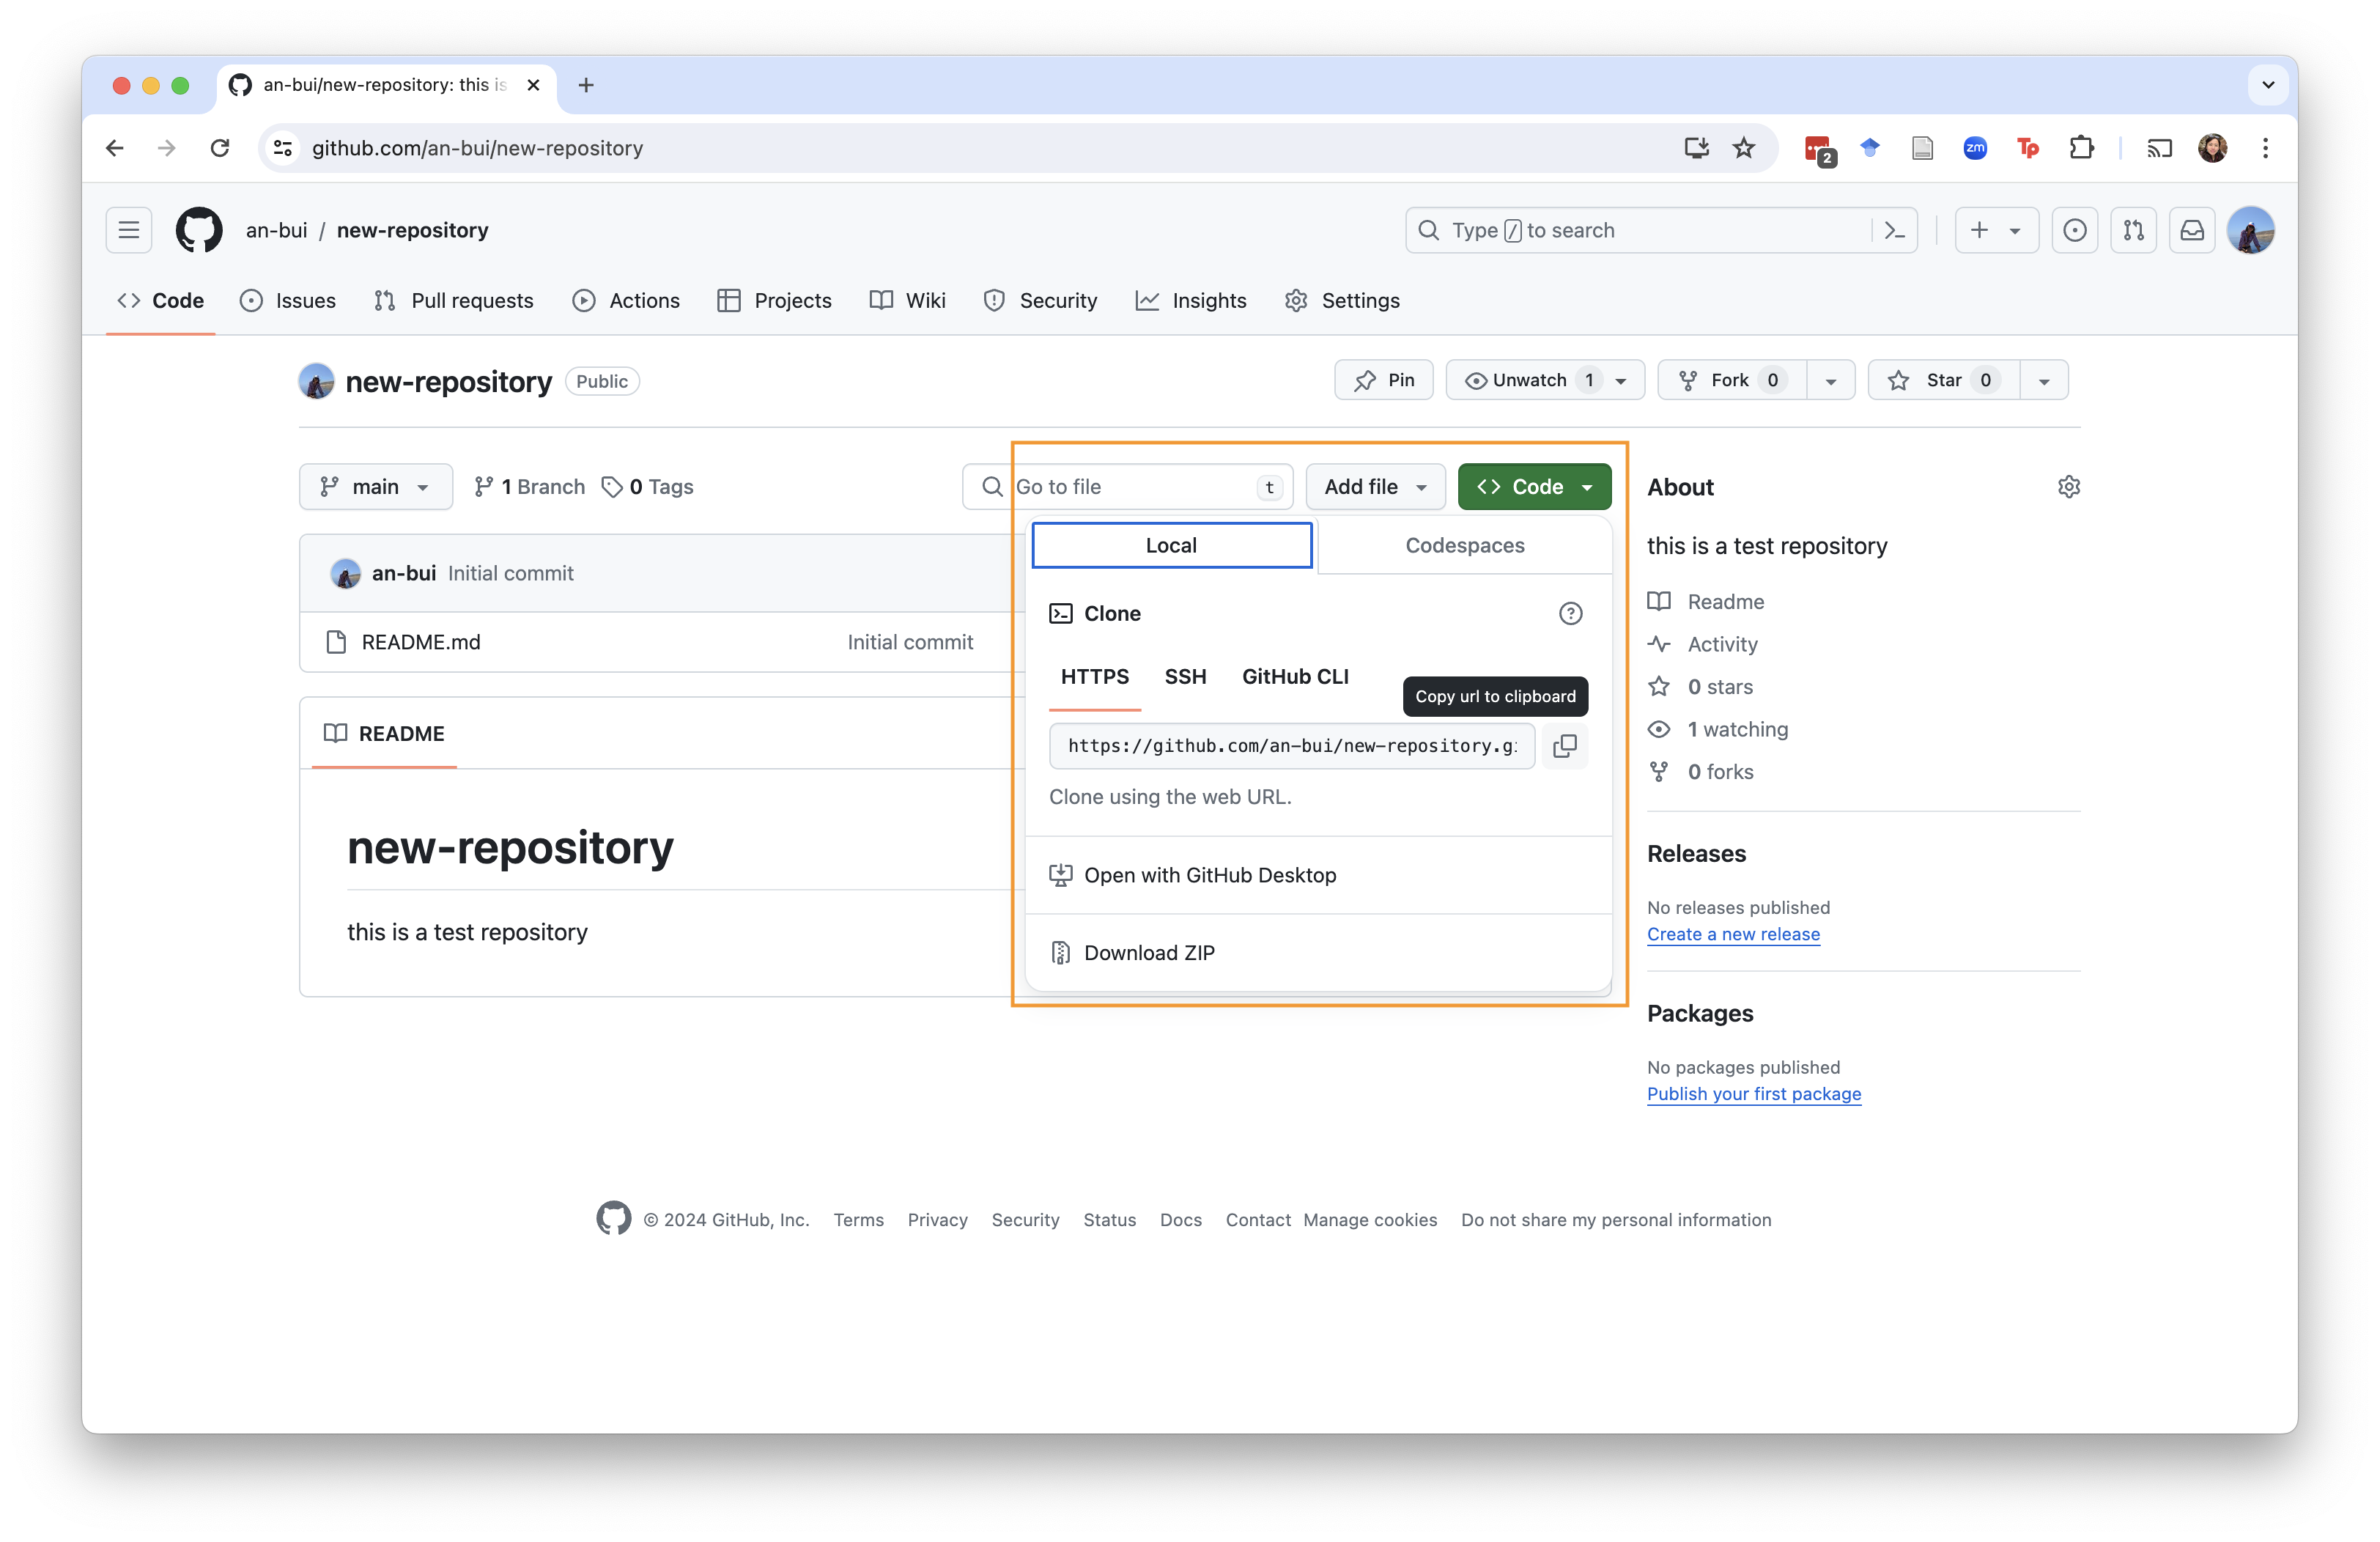 an-bui/new-repository: this is
github.com/an-bui/new-repository
2
zm
Tp
an-bui / new-repository
Type / to search
Code Issues Pull requests Actions Projects Wiki Security Insights Settings
new-repository Public
Pin Unwatch 1 Fork 0 Star 0
main 1 Branch 0 Tags
Go to file t Add file Code
Local Codespaces
an-bui Initial commit
README.md Initial commit
Clone
HTTPS SSH GitHub CLI
Copy url to clipboard
https://github.com/an-bui/new-repository.g
Clone using the web URL.
Open with GitHub Desktop
Download ZIP
README
new-repository
this is a test repository
About
this is a test repository
Readme
Activity
0 stars
1 watching
0 forks
Releases
No releases published
Create a new release
Packages
No packages published
Publish your first package
© 2024 GitHub, Inc. Terms Privacy Security Status Docs Contact Manage cookies Do not share my personal information